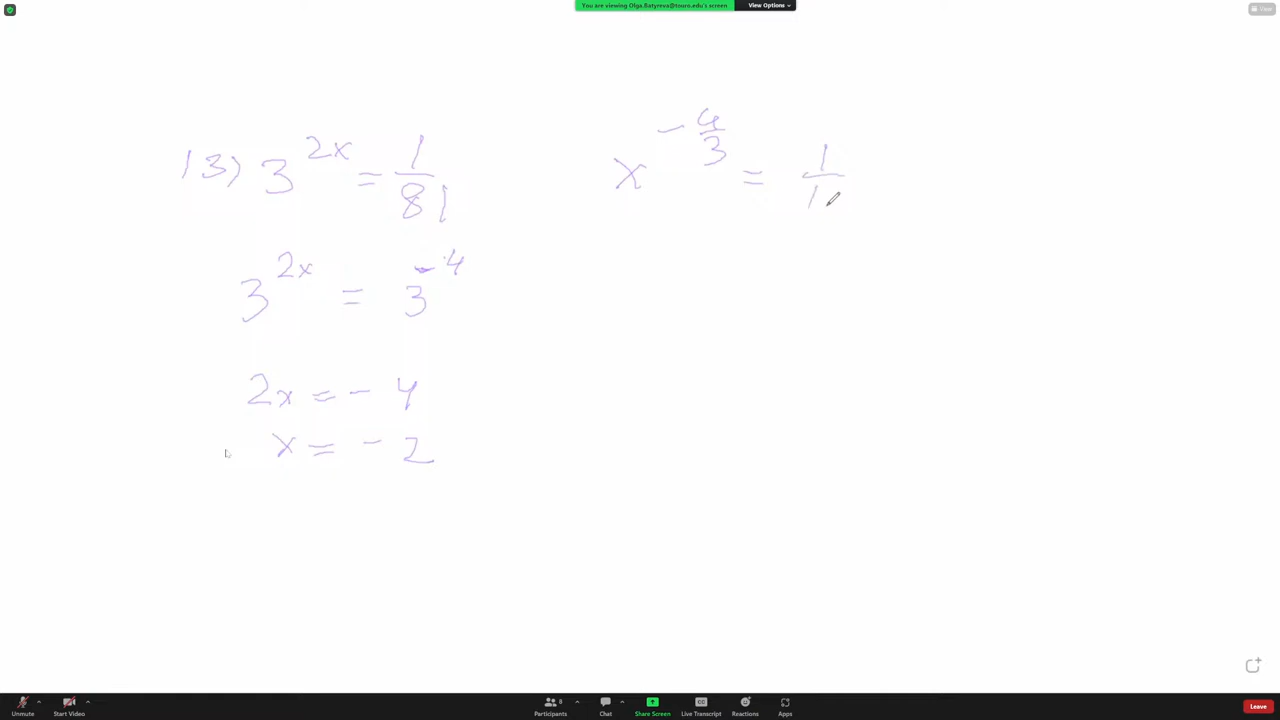 You are viewing Olga.Batyreva@touro.edu's screen
View Options
View
13) 3^{2x} = 1/81
3^{2x} = 3^{-4}
2x = - 4
x = - 2
x^{-4/3} = 1/1
Unmute
Start Video
Participants
8
Chat
Share Screen
Live Transcript
Reactions
Apps
Leave